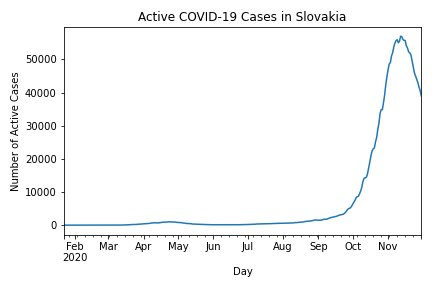 Active COVID-19 Cases in Slovakia
Number of Active Cases
50000
40000
30000
20000
10000
0
Feb Mar Apr May Jun Jul Aug Sep Oct Nov
2020
Day